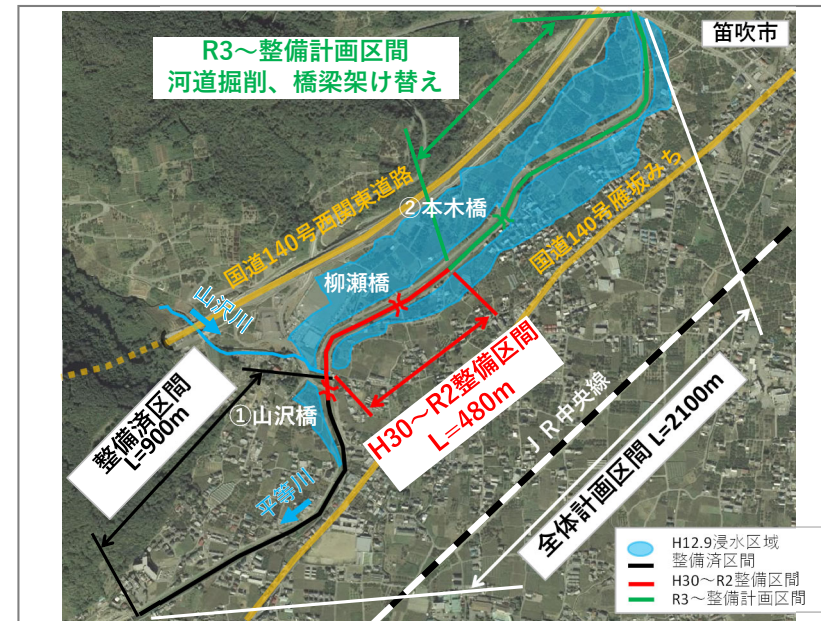 笛吹市
R3～整備計画区間
河道掘削、橋梁架け替え
国道140号西関東道路
②本木橋
国道140号雁坂みち
柳瀬橋
山沢川
整備済区間
L=900m
①山沢橋
H30～R2整備区間
L=480m
JR中央線
全体計画区間 L=2100m
平等川
H12.9浸水区域
整備済区間
H30～R2整備区間
R3～整備計画区間